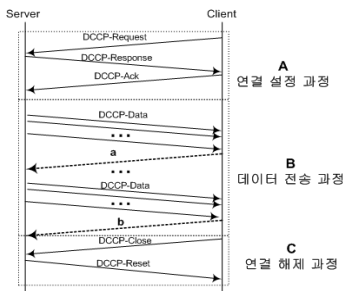 Server Client
DCCP-Request
DCCP-Response
DCCP-Ack
A
연결 설정 과정
DCCP-Data
...
a
...
B
데이터 전송 과정
DCCP-Data
...
b
DCCP-Close
C
연결 해제 과정
DCCP-Reset